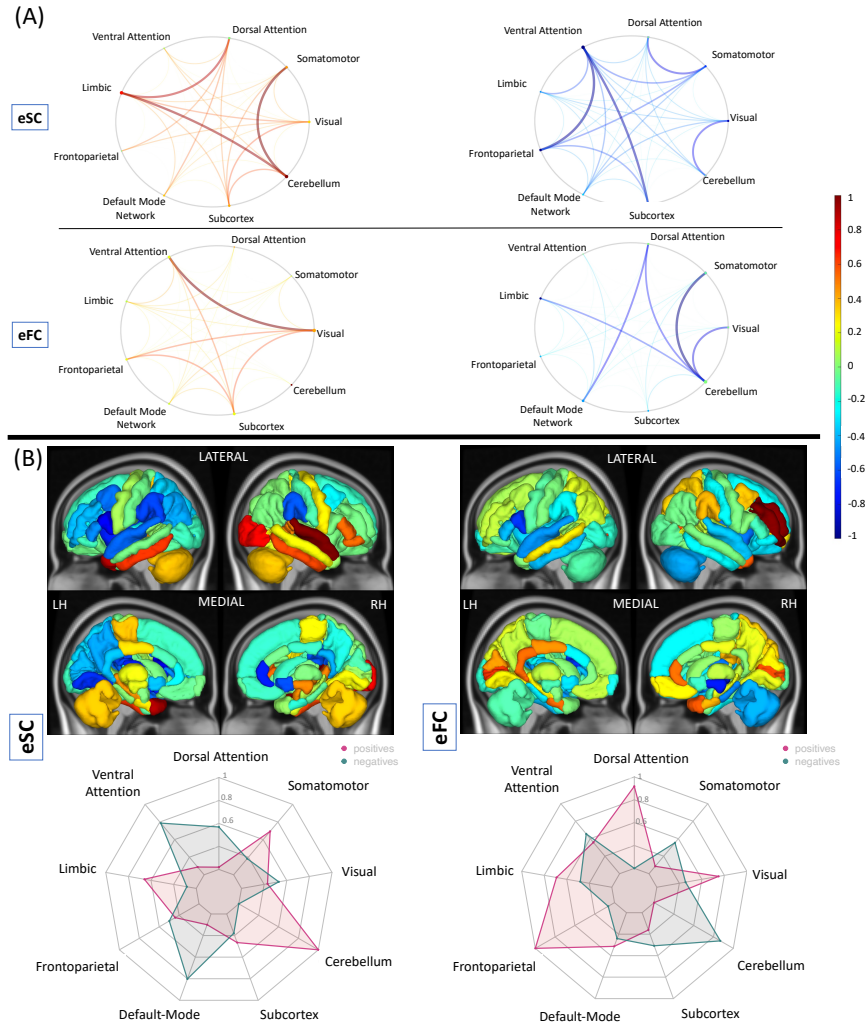 (A)
Ventral Attention
Dorsal Attention
Somatomotor
Limbic
Visual
Frontoparietal
Cerebellum
Default Mode
Network
Subcortex
eSC
Ventral Attention
Dorsal Attention
Somatomotor
Limbic
Visual
Frontoparietal
Cerebellum
Default Mode
Network
Subcortex
eFC
Ventral Attention
Dorsal Attention
Somatomotor
Limbic
Visual
Frontoparietal
Cerebellum
Default Mode
Network
Subcortex
Ventral Attention
Dorsal Attention
Somatomotor
Limbic
Visual
Frontoparietal
Cerebellum
Default Mode
Network
Subcortex
1
0.8
0.6
0.4
0.2
0
-0.2
-0.4
-0.6
-0.8
-1
(B)
LATERAL
LH
MEDIAL
RH
eSC
positives
negatives
Dorsal Attention
Ventral
Attention
Somatomotor
1
0.8
0.6
Limbic
Visual
Frontoparietal
Cerebellum
Default-Mode
Subcortex
LATERAL
LH
MEDIAL
RH
eFC
positives
negatives
Dorsal Attention
Ventral
Attention
Somatomotor
1
0.8
0.6
Limbic
Visual
Frontoparietal
Cerebellum
Default-Mode
Subcortex